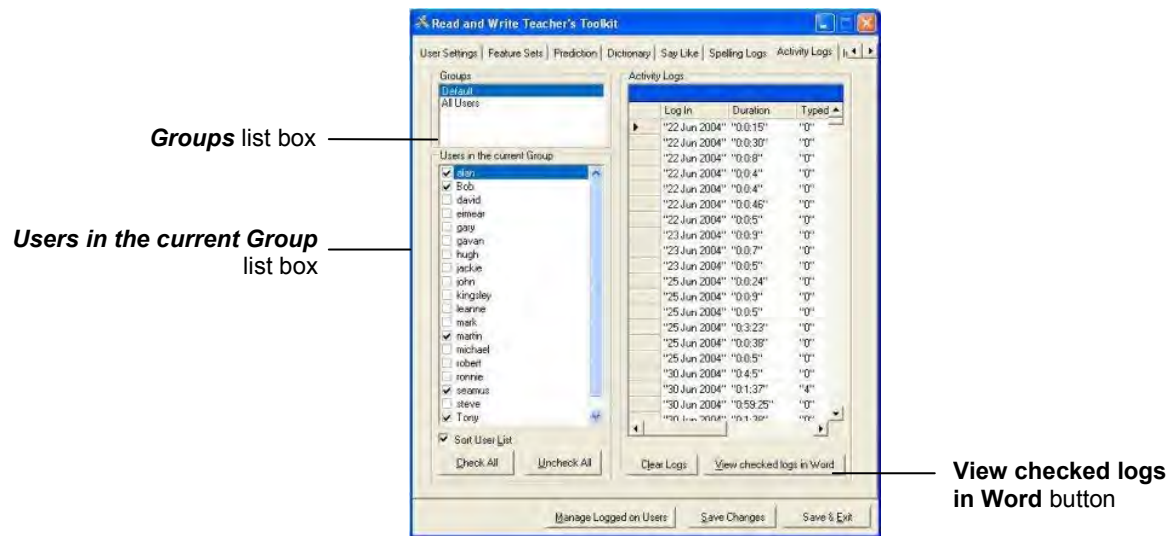 Read and Write Teacher's Toolkit
User Settings Feature Sets Prediction Dictionary Say Like Spelling Logs Activity Logs
Groups
Default
All Users
Groups list box
Users in the current Group
alan
Bob
david
eimear
gary
gavan
hugh
jackie
john
kingsley
leanne
mark
martin
michael
robert
ronnie
seamus
steve
Tony
Users in the current Group
list box
Sort User List
Check All Uncheck All
Activity Logs
Log In Duration Typed
"22 Jun 2004" "0:0:15" "0"
"22 Jun 2004" "0:0:30" "0"
"22 Jun 2004" "0:0:8" "0"
"22 Jun 2004" "0:0:4" "0"
"22 Jun 2004" "0:0:4" "0"
"22 Jun 2004" "0:0:46" "0"
"22 Jun 2004" "0:0:5" "0"
"23 Jun 2004" "0:0:9" "0"
"23 Jun 2004" "0:0:7" "0"
"23 Jun 2004" "0:0:5" "0"
"25 Jun 2004" "0:0:24" "0"
"25 Jun 2004" "0:0:9" "0"
"25 Jun 2004" "0:0:5" "0"
"25 Jun 2004" "0:3:23" "0"
"25 Jun 2004" "0:0:38" "0"
"25 Jun 2004" "0:0:5" "0"
"30 Jun 2004" "0:4:5" "0"
"30 Jun 2004" "0:1:37" "4"
"30 Jun 2004" "0:59:25" "0"
Clear Logs View checked logs in Word
View checked logs
in Word button
Manage Logged on Users Save Changes Save & Exit